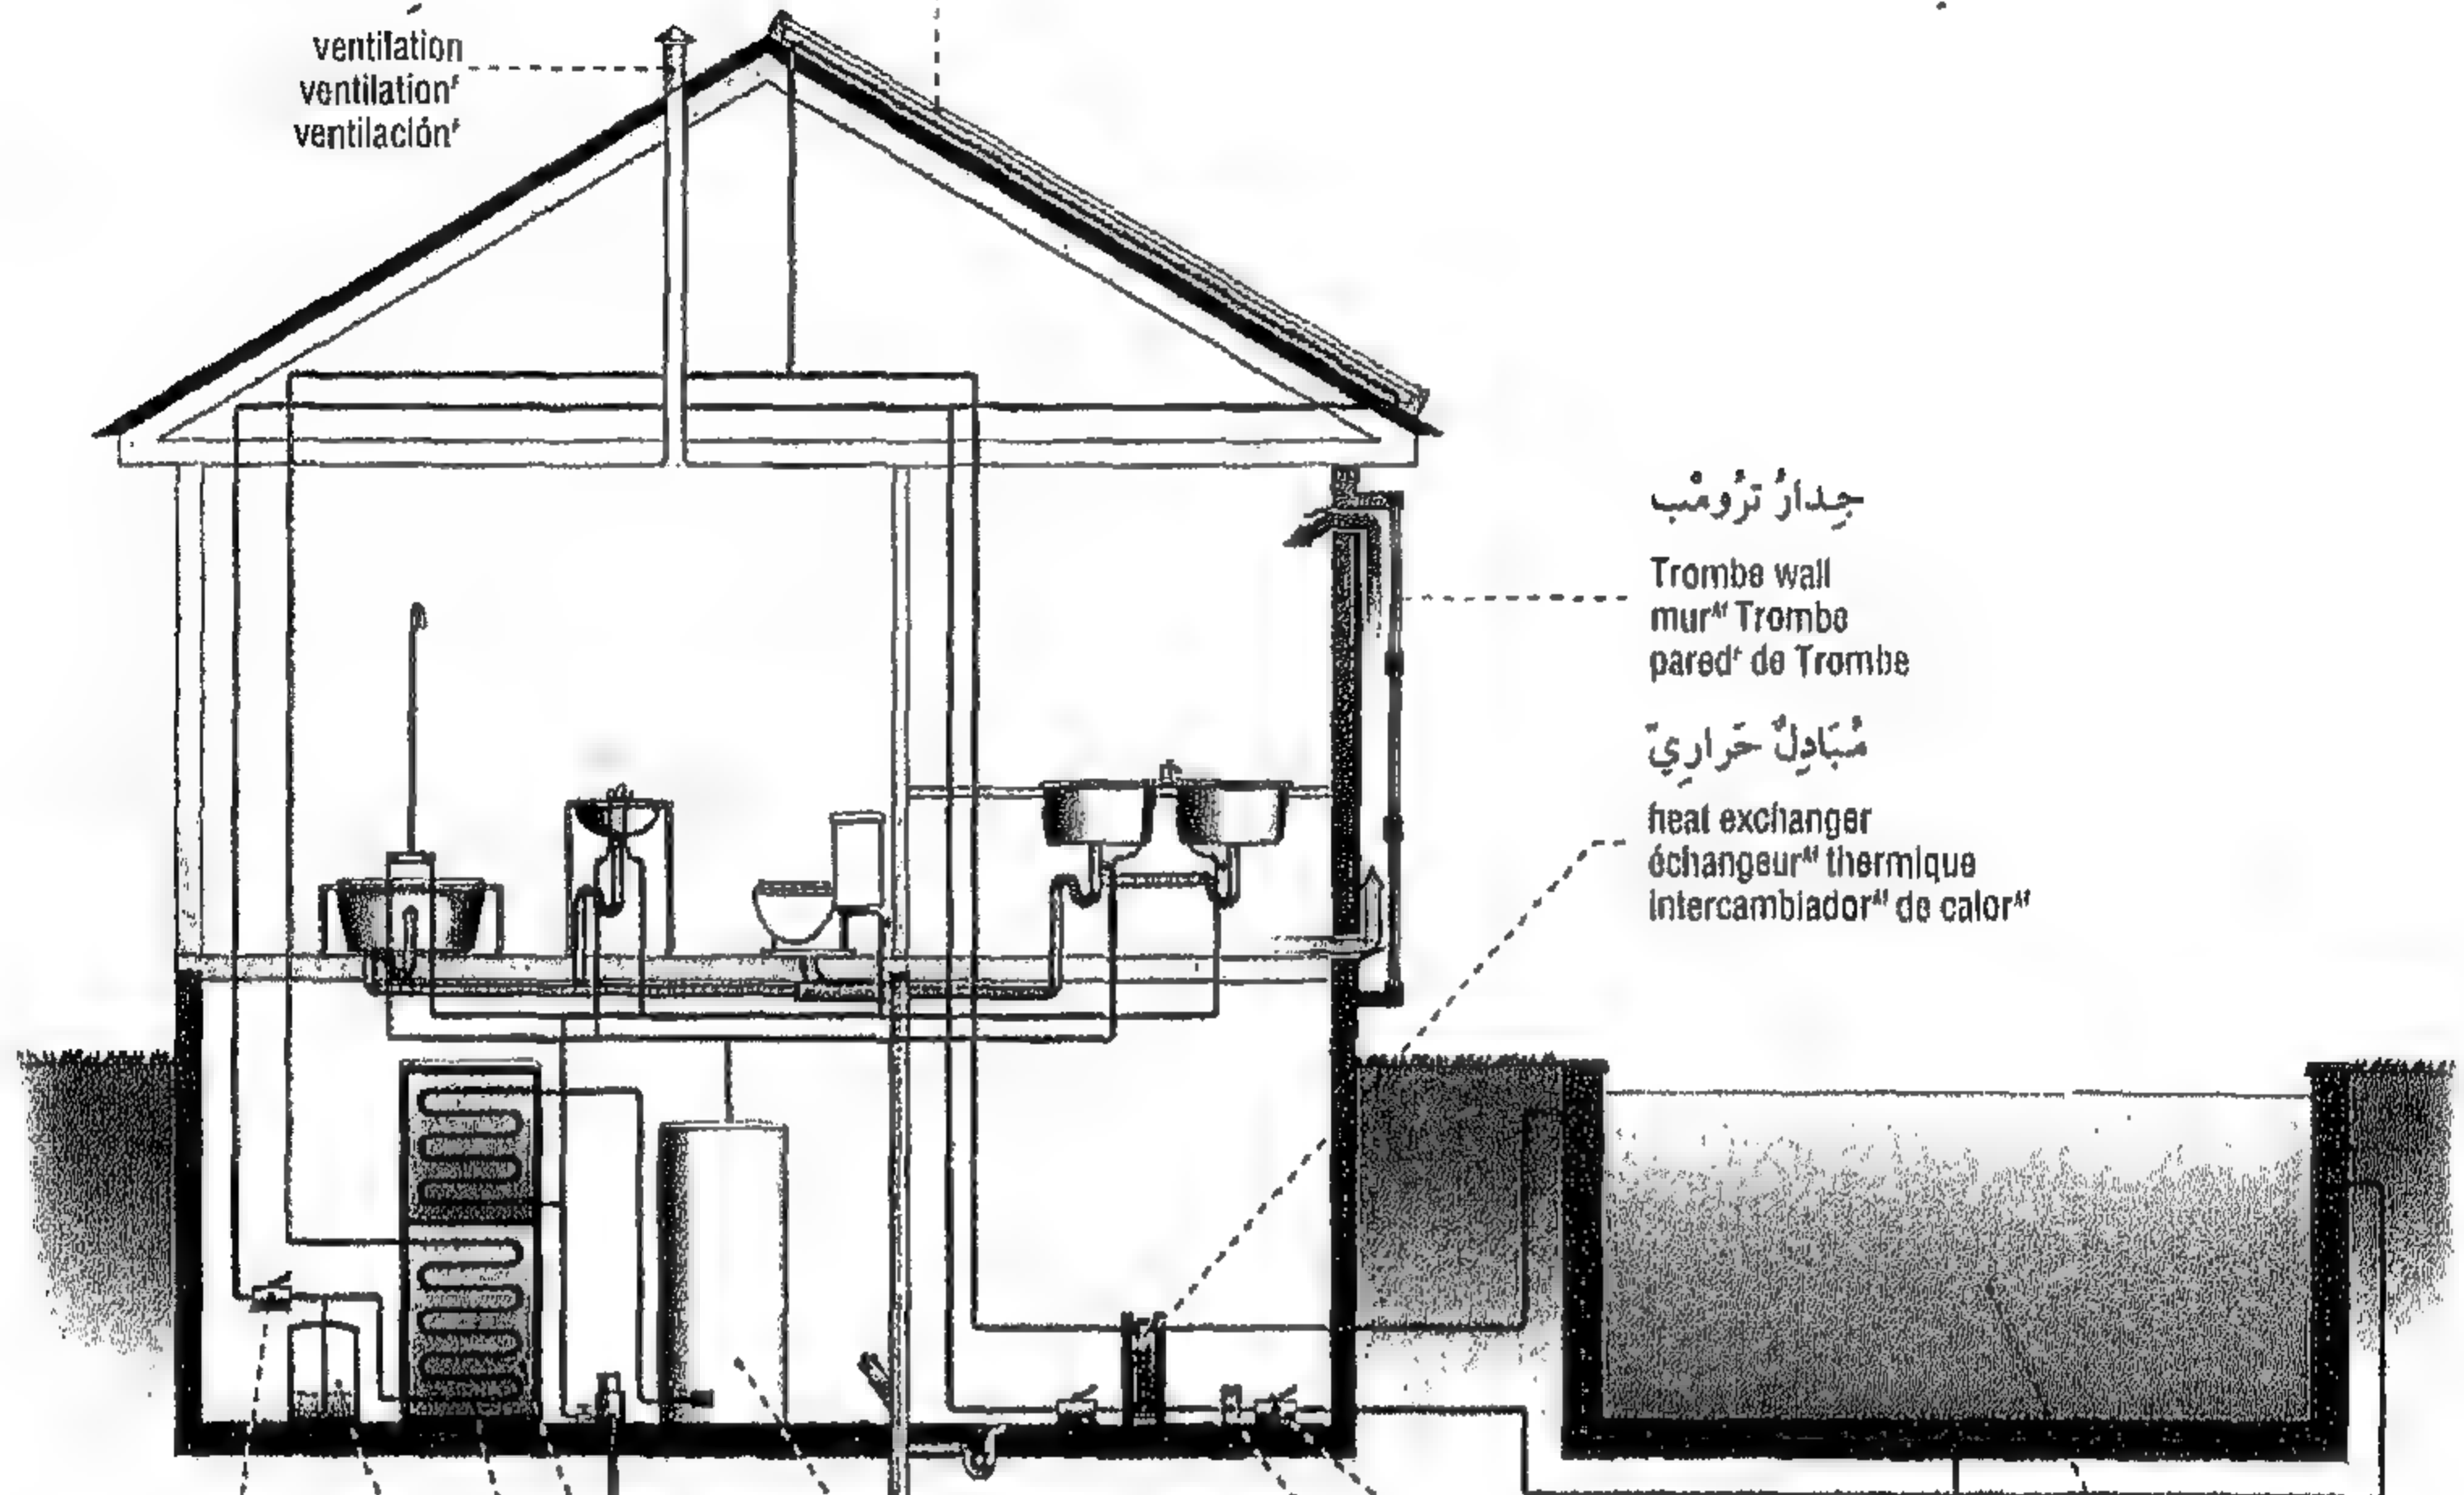 ventilation
ventilationᶠ
ventilaciónᶠ
جِدارُ ترُومْب
Trombe wall
murᴹ Trombe
paredᶠ de Trombe
مُبَادِلٌ حَرارِيّ
heat exchanger
échangeurᴹ thermique
intercambiadorᴹ de calorᴹ